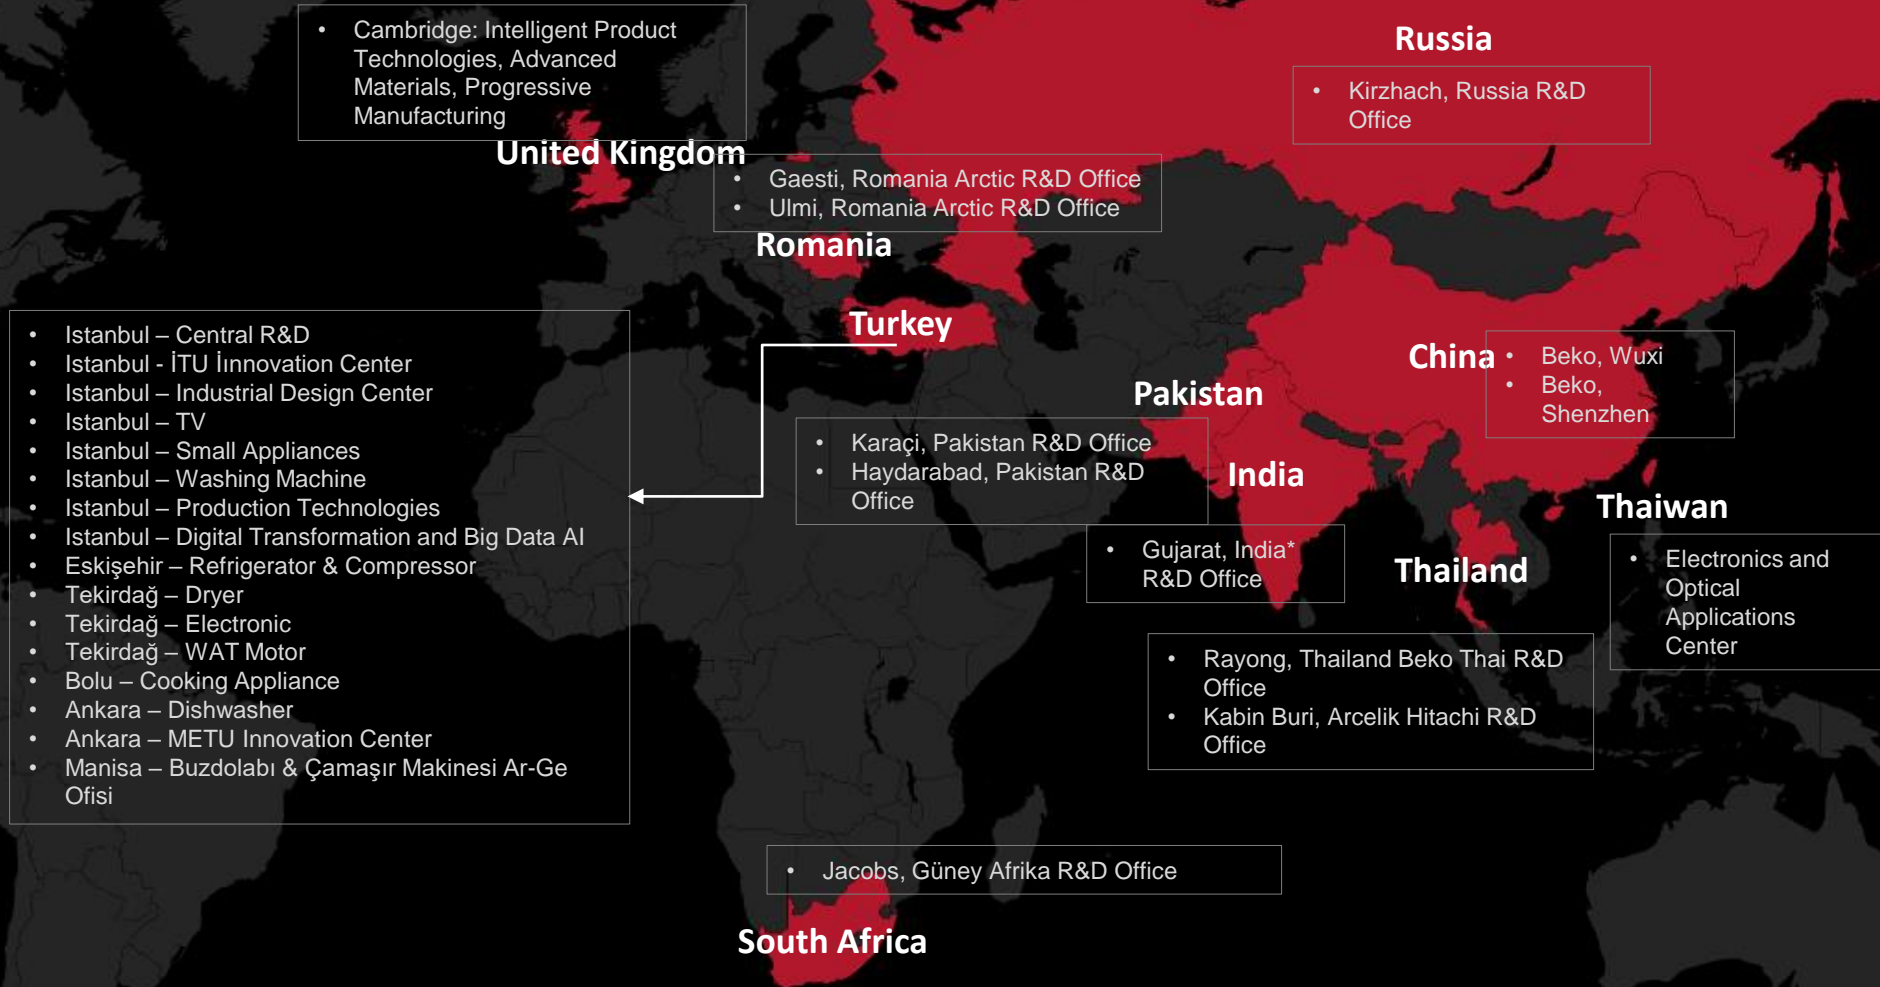 • Cambridge: Intelligent Product
Technologies, Advanced
Materials, Progressive
Manufacturing
United Kingdom
Russia
• Kirzhach, Russia R&D
Office
• Gaesti, Romania Arctic R&D Office
• Ulmi, Romania Arctic R&D Office
Romania
Turkey
• Istanbul – Central R&D
• Istanbul - İTU İınnovation Center
• Istanbul – Industrial Design Center
• Istanbul – TV
• Istanbul – Small Appliances
• Istanbul – Washing Machine
• Istanbul – Production Technologies
• Istanbul – Digital Transformation and Big Data AI
• Eskişehir – Refrigerator & Compressor
• Tekirdağ – Dryer
• Tekirdağ – Electronic
• Tekirdağ – WAT Motor
• Bolu – Cooking Appliance
• Ankara – Dishwasher
• Ankara – METU Innovation Center
• Manisa – Buzdolabı & Çamaşır Makinesi Ar-Ge
Ofisi
China
• Beko, Wuxi
• Beko,
Shenzhen
Pakistan
• Karaçi, Pakistan R&D Office
• Haydarabad, Pakistan R&D
Office
India
• Gujarat, India*
R&D Office
Thaiwan
• Electronics and
Optical
Applications
Center
Thailand
• Rayong, Thailand Beko Thai R&D
Office
• Kabin Buri, Arcelik Hitachi R&D
Office
• Jacobs, Güney Afrika R&D Office
South Africa